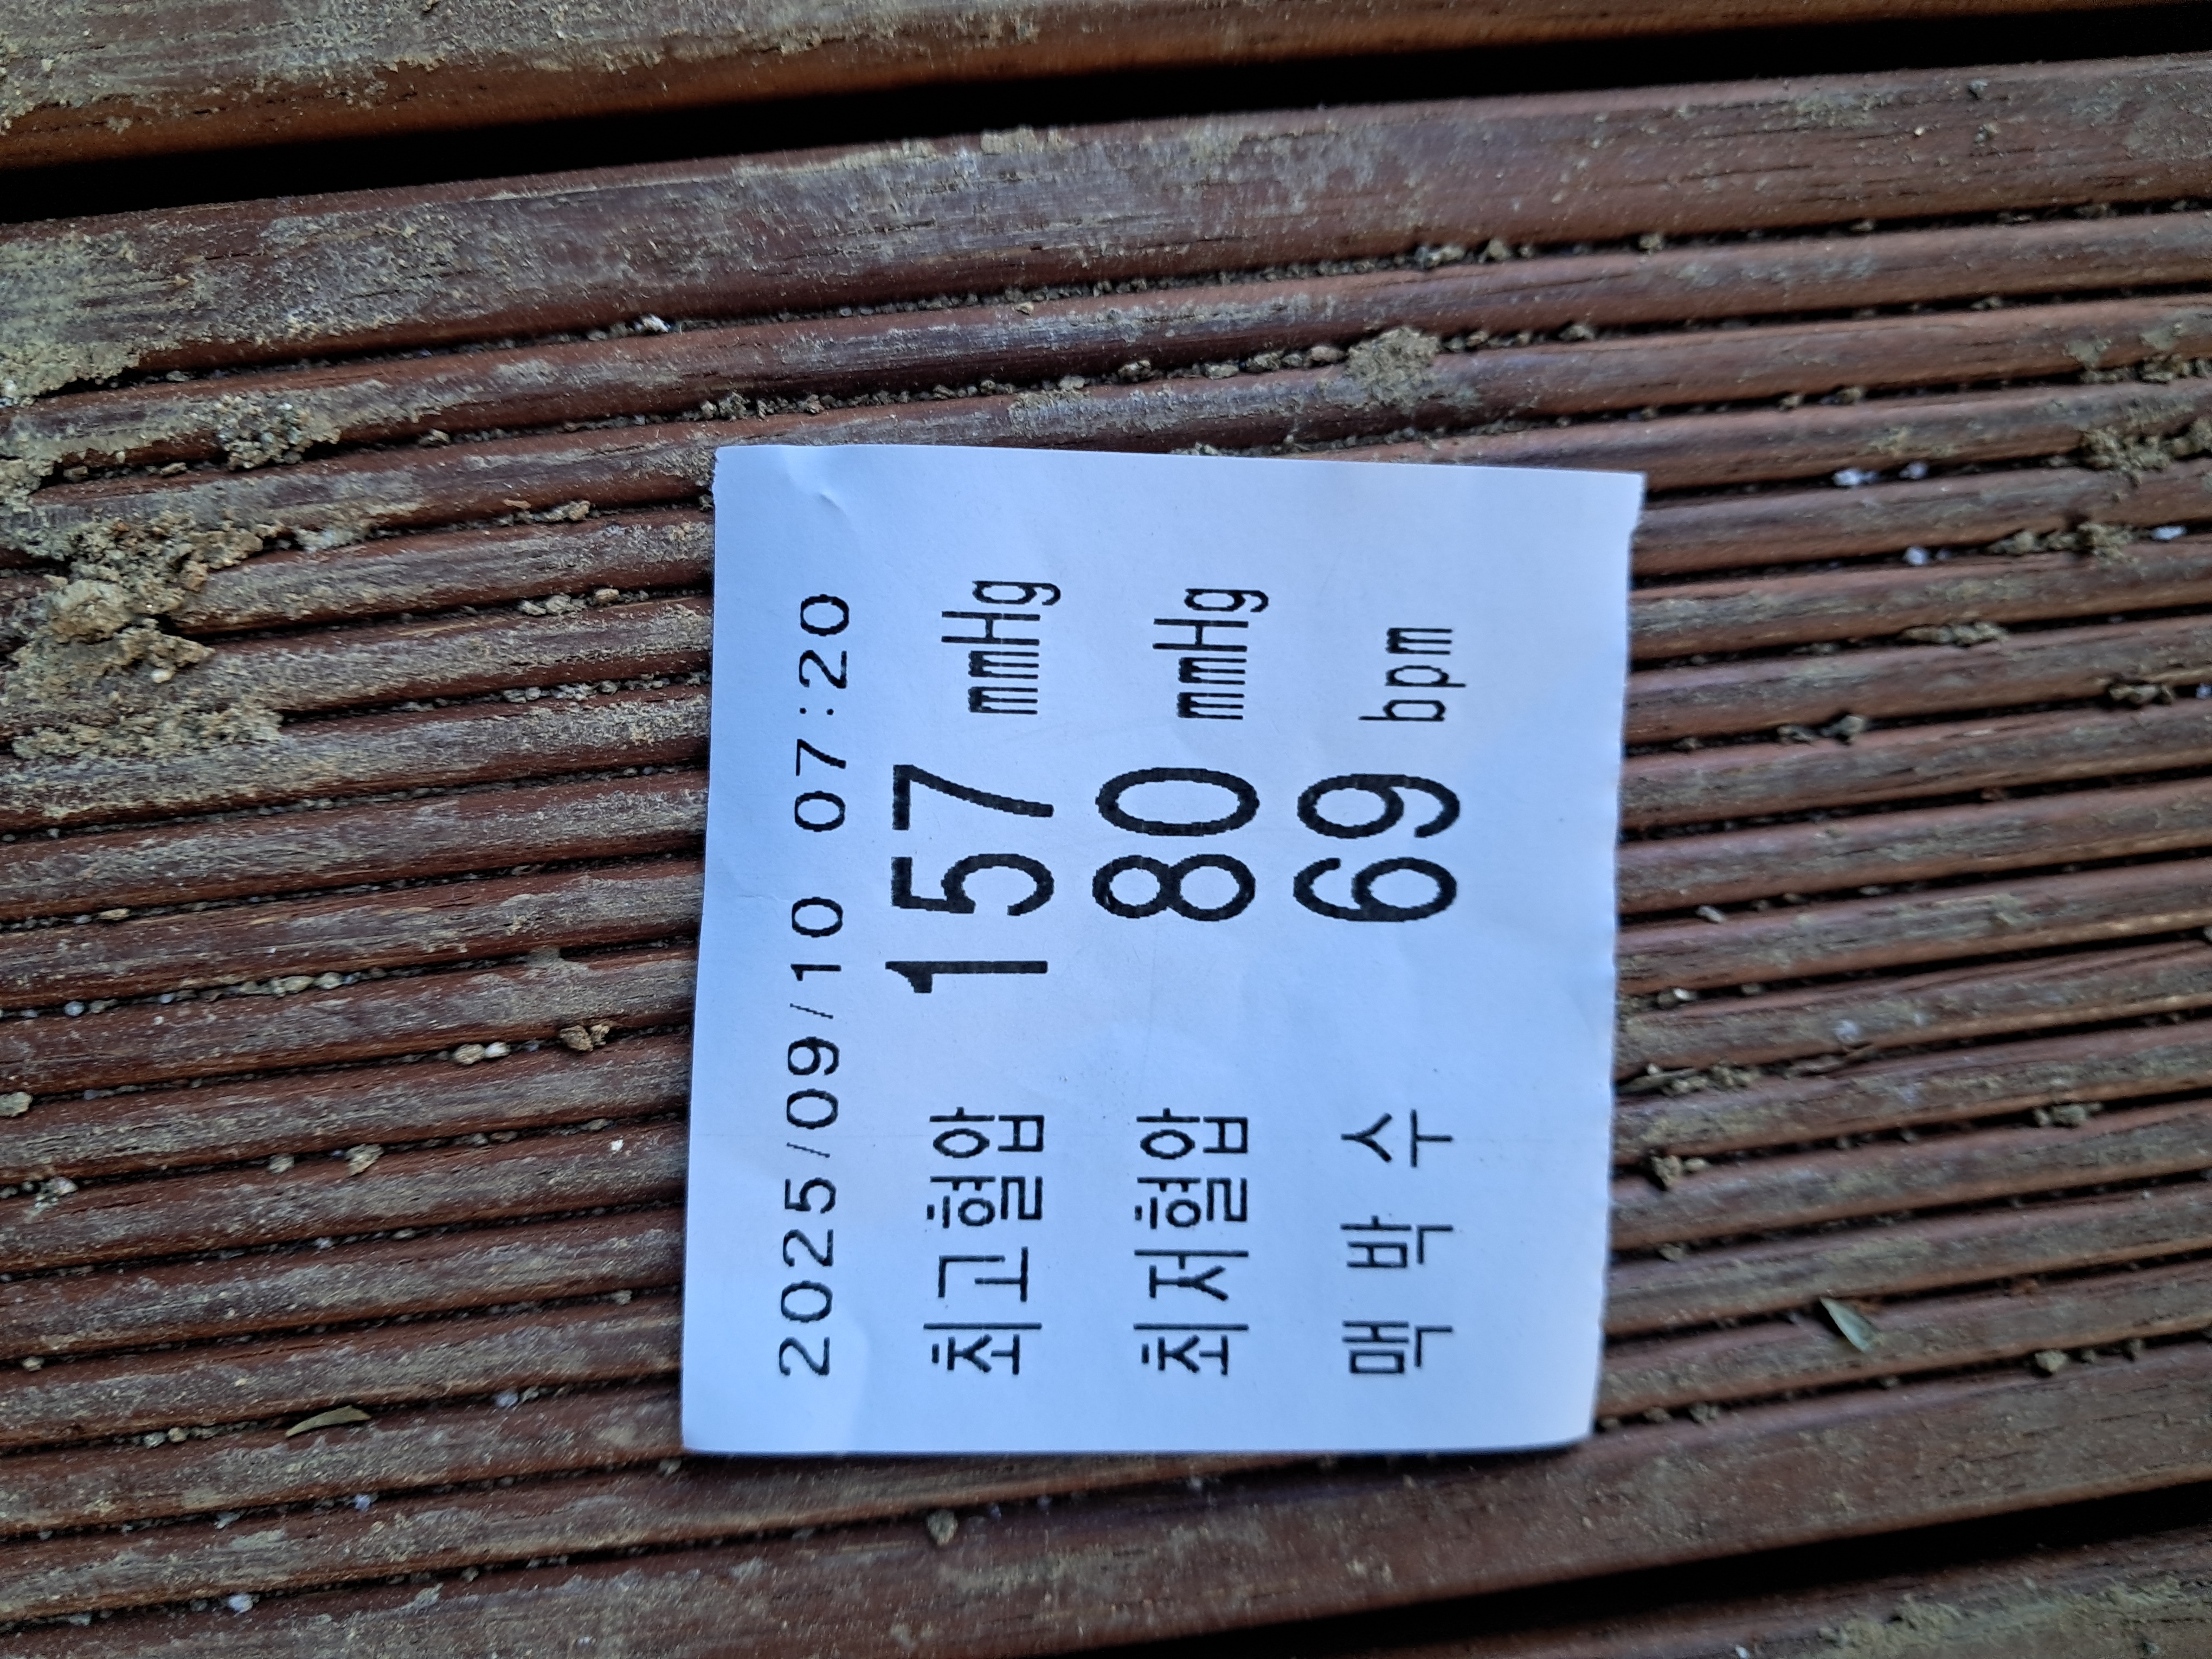 2025/09/10 07:20
최고혈압 157 mmHg
최저혈압 80 mmHg
맥 박 수 69 bpm